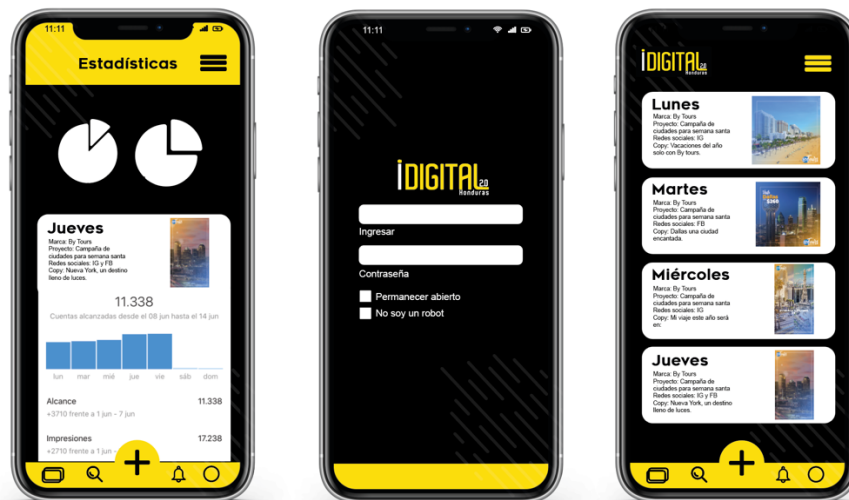 11:11
Estadísticas
Jueves
Marca: By Tours
Proyecto: Campaña de
ciudades para semana santa
Redes sociales: IG y FB
Copy: Nueva York, un destino
lleno de luces.
11.338
Cuentas alcanzadas desde el 08 jun hasta el 14 jun
lun mar mié jue vie sáb dom
Alcance 11.338
+3710 frente a 1 jun – 7 jun
Impresiones 17.238
+2710 frente a 1 jun –
11:11
iDIGITAL 2.0
Honduras
Ingresar
Contraseña
Permanecer abierto
No soy un robot
iDIGITAL 2.0
Honduras
Lunes
Marca: By Tours
Proyecto: Campaña de
ciudades para semana santa
Redes sociales: IG
Copy: Vacaciones del año
solo con By tours.
Martes
Marca: By Tours
Proyecto: Campaña de
ciudades para semana santa
Redes sociales: FB
Copy: Dallas una ciudad
encantada.
Miércoles
Marca: By Tours
Proyecto: Campaña de
ciudades para semana santa
Redes sociales: IG
Copy: Mi viaje este año será
en:
Jueves
Marca: By Tours
Proyecto: Campaña de
ciudades para semana santa
Redes sociales: IG y FB
Copy: Nueva York, un destino
lleno de luces.